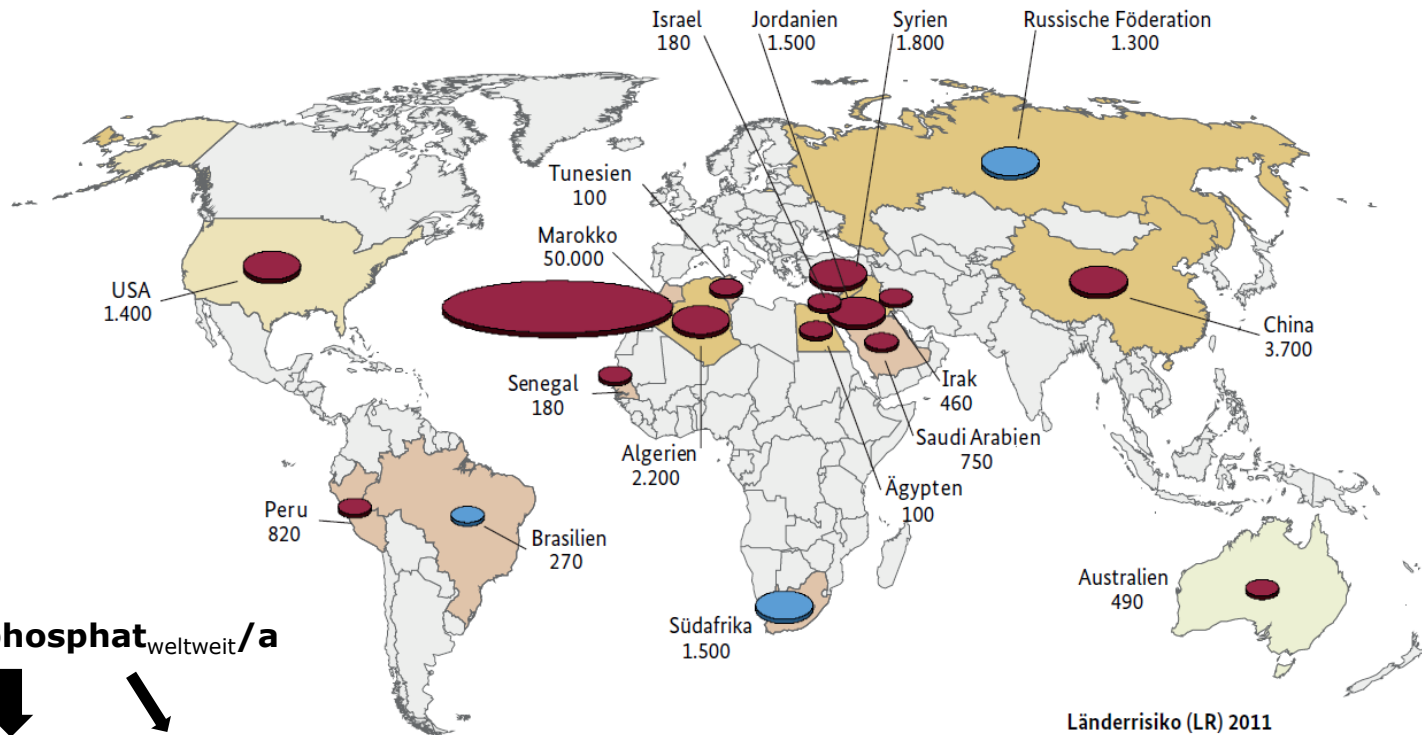 Israel
180
Jordanien
1.500
Syrien
1.800
Russische Föderation
1.300
Tunesien
100
Marokko
50.000
USA
1.400
China
3.700
Senegal
180
Irak
460
Algerien
2.200
Saudi Arabien
750
Ägypten
100
Peru
820
Brasilien
270
Australien
490
Südafrika
1.500
phosphat weltweit/a
Länderrisiko (LR) 2011